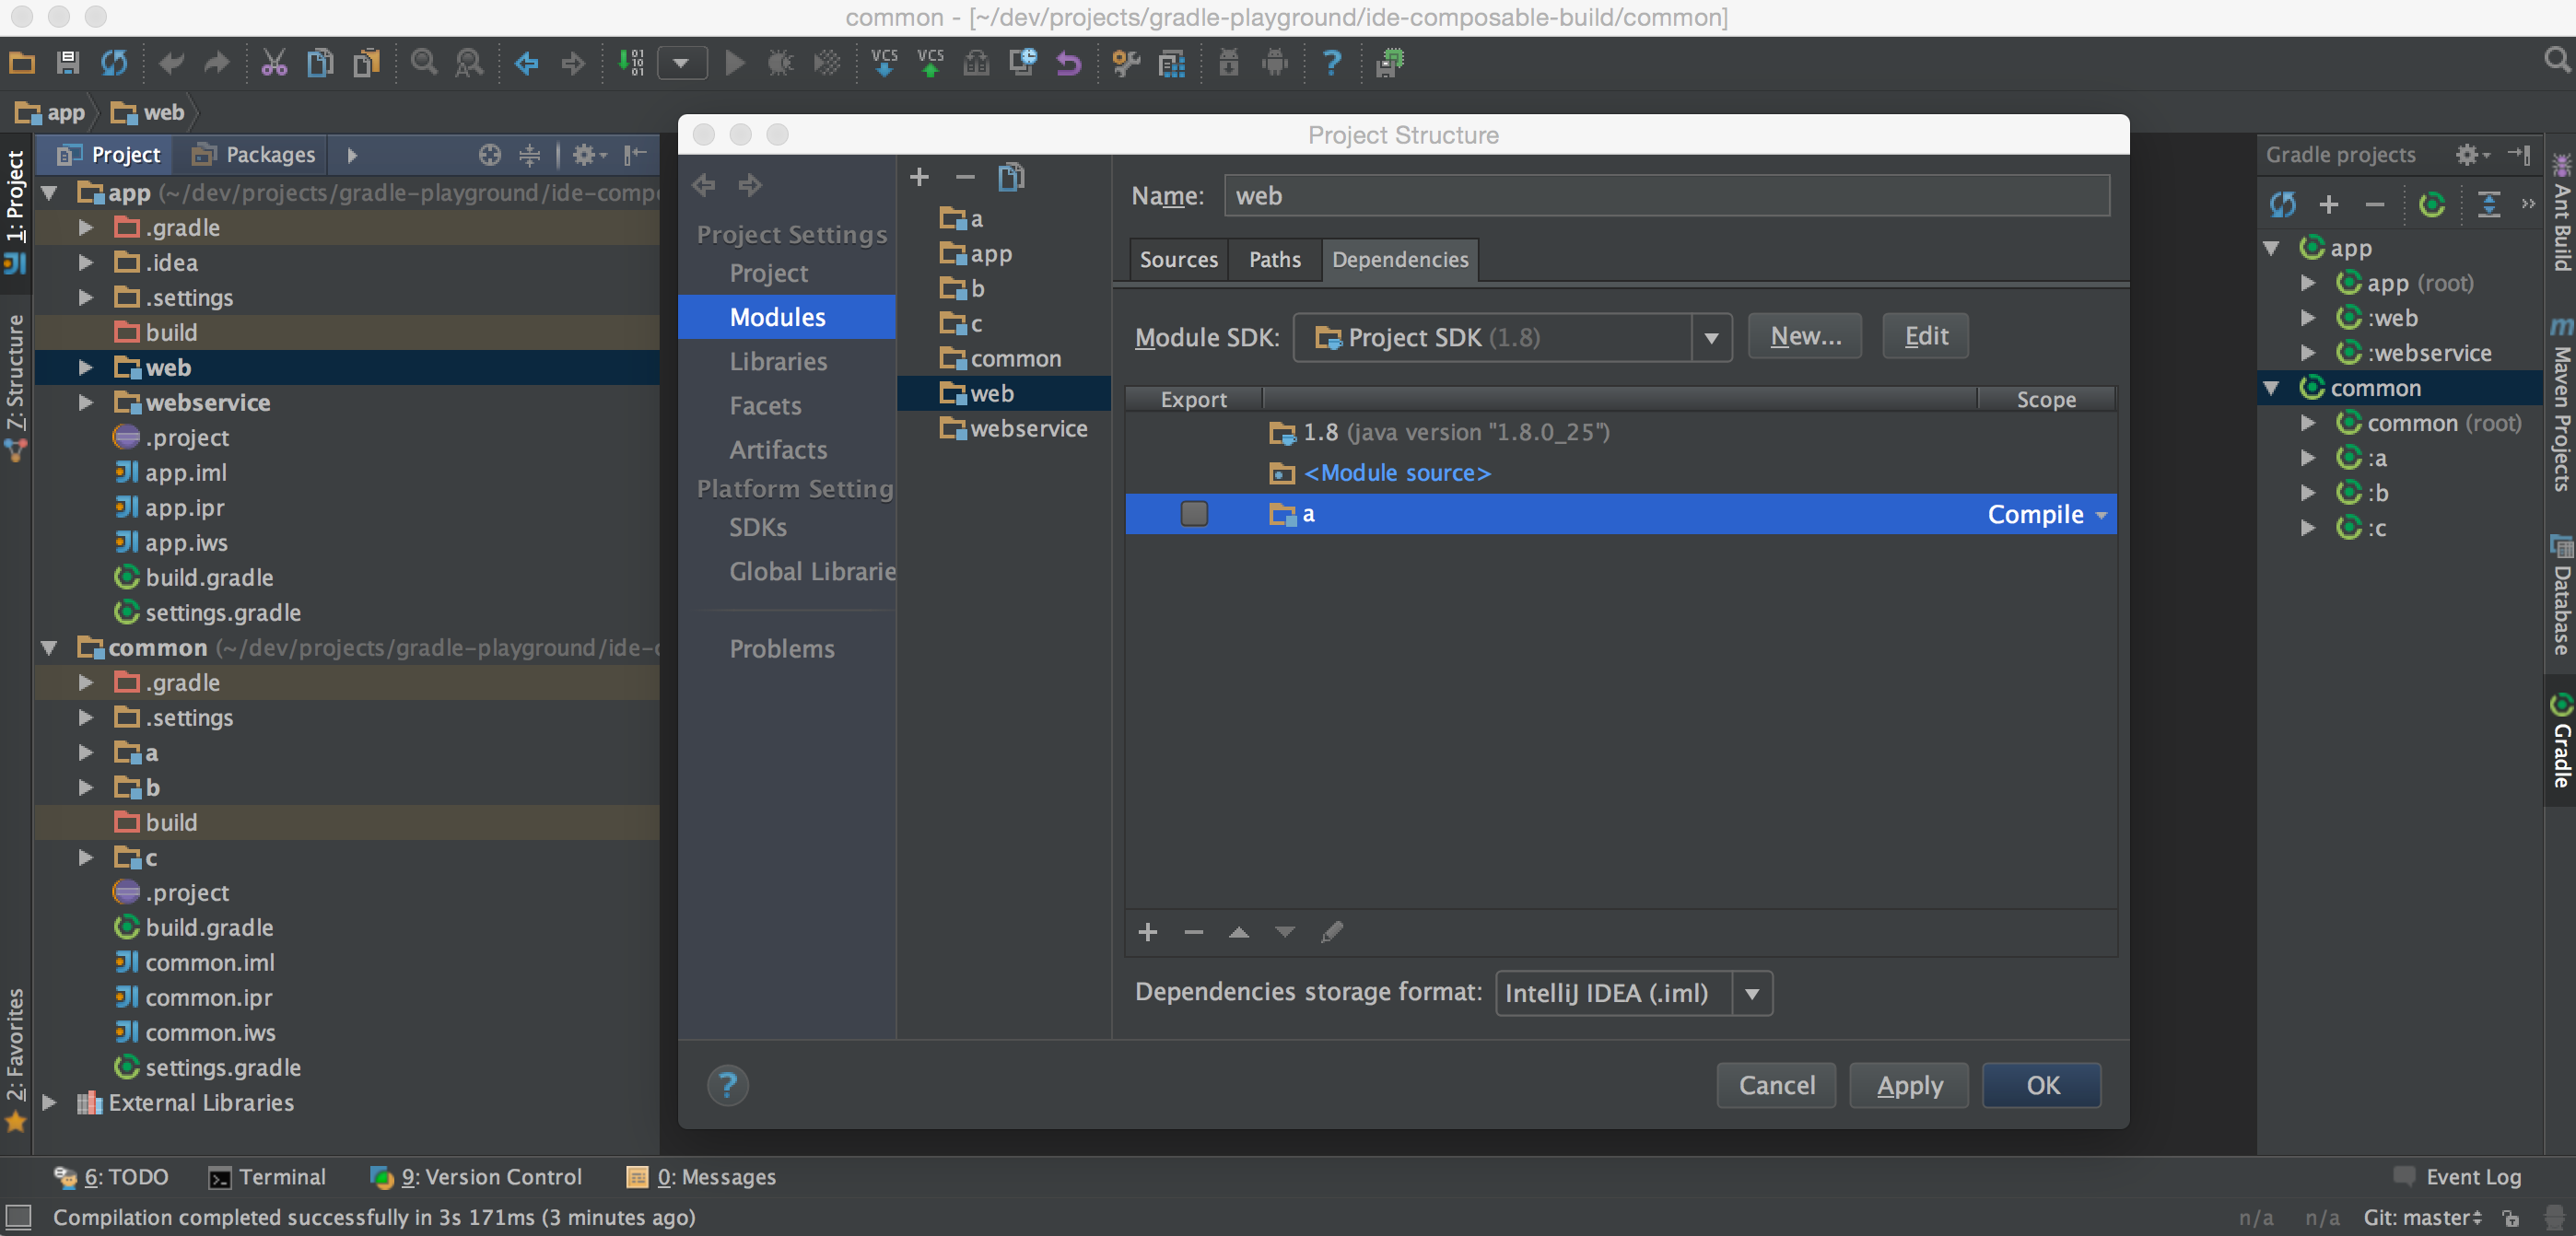 common - [~/dev/projects/gradle-playground/ide-composable-build/common]
VCS
VCS
app
web
1: Project
Z: Structure
2: Favorites
Project
Packages
app (~/dev/projects/gradle-playground/ide-comp
.gradle
.idea
.settings
build
web
webservice
.project
app.iml
app.ipr
app.iws
build.gradle
settings.gradle
common (~/dev/projects/gradle-playground/ide-c
.gradle
.settings
a
b
build
c
.project
build.gradle
common.iml
common.ipr
common.iws
settings.gradle
External Libraries
Project Structure
Project Settings
Project
Modules
Libraries
Facets
Artifacts
Platform Setting
SDKs
Global Librarie
Problems
a
app
b
c
common
web
webservice
Name: web
Sources
Paths
Dependencies
Module SDK: Project SDK (1.8)
New...
Edit
Export
Scope
1.8 (java version "1.8.0_25")
<Module source>
a
Compile
Dependencies storage format: IntelliJ IDEA (.iml)
Cancel
Apply
OK
Gradle projects
app
app (root)
:web
:webservice
common
common (root)
:a
:b
:c
Ant Build
Maven Projects
Database
Gradle
6: TODO
Terminal
9: Version Control
0: Messages
Event Log
Compilation completed successfully in 3s 171ms (3 minutes ago)
n/a
n/a
Git: master